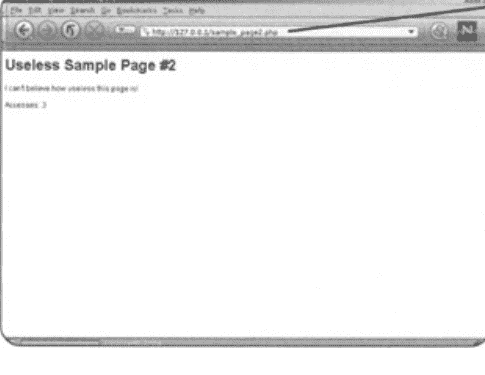 File Edit View Search Go Bookmarks Tasks Help
http://127.0.0.1/sample_page2.php
N
Useless Sample Page #2
I can't believe how useless this page is!
Accesses: 3